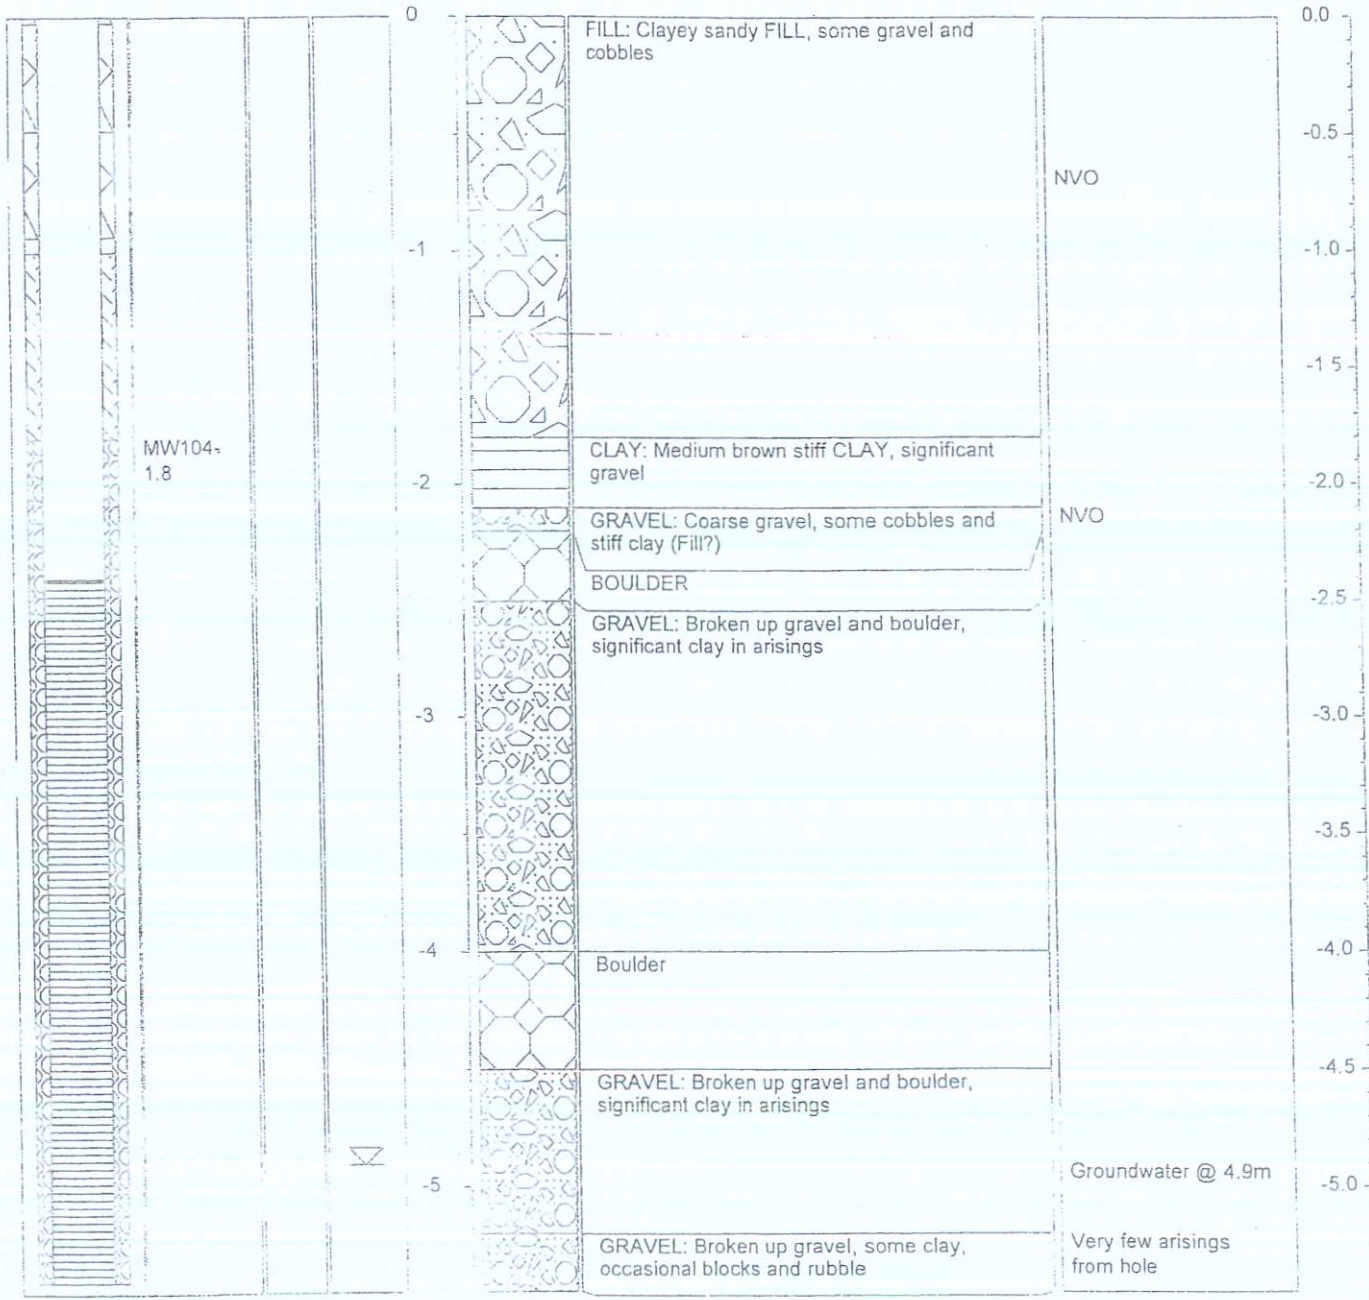 0
FILL: Clayey sandy FILL, some gravel and
cobbles
0.0
-0.5
NVO
-1
-1.0
-1.5
MW104-
1.8
CLAY: Medium brown stiff CLAY, significant
gravel
-2
-2.0
GRAVEL: Coarse gravel, some cobbles and
stiff clay (Fill?)
NVO
BOULDER
-2.5
GRAVEL: Broken up gravel and boulder,
significant clay in arisings
-3
-3.0
-3.5
-4
-4.0
Boulder
-4.5
GRAVEL: Broken up gravel and boulder,
significant clay in arisings
Groundwater @ 4.9m
-5
-5.0
GRAVEL: Broken up gravel, some clay,
occasional blocks and rubble
Very few arisings
from hole